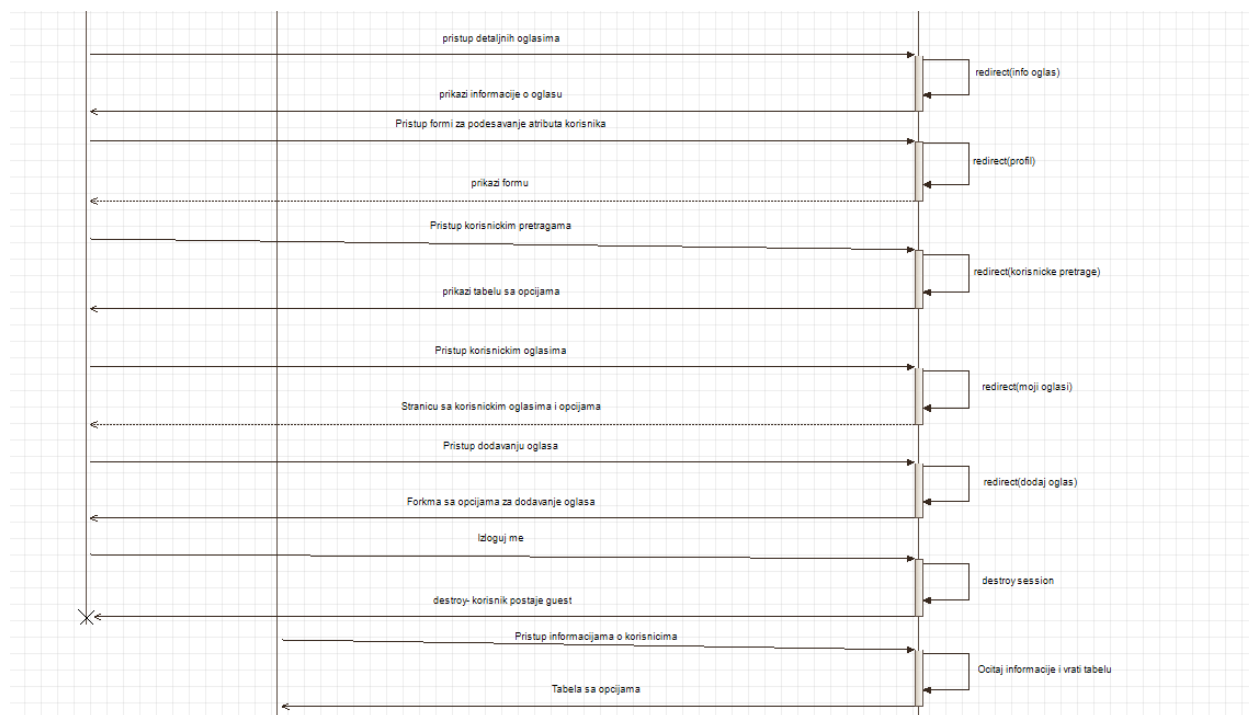 pristup detaljnih oglasima
redirect(info oglas)
prikazi informacije o oglasu
Pristup formi za podesavanje atributa korisnika
redirect(profil)
prikazi formu
Pristup korisnickim pretragama
redirect(korisnicke pretrage)
prikazi tabelu sa opcijama
Pristup korisnickim oglasima
redirect(moji oglasi)
Stranicu sa korisnickim oglasima i opcijama
Pristup dodavanju oglasa
redirect(dodaj oglas)
Forkma sa opcijama za dodavanje oglasa
Izloguj me
destroy session
destroy- korisnik postaje guest
Pristup informacijama o korisnicima
Ocitaj informacije i vrati tabelu
Tabela sa opcijama